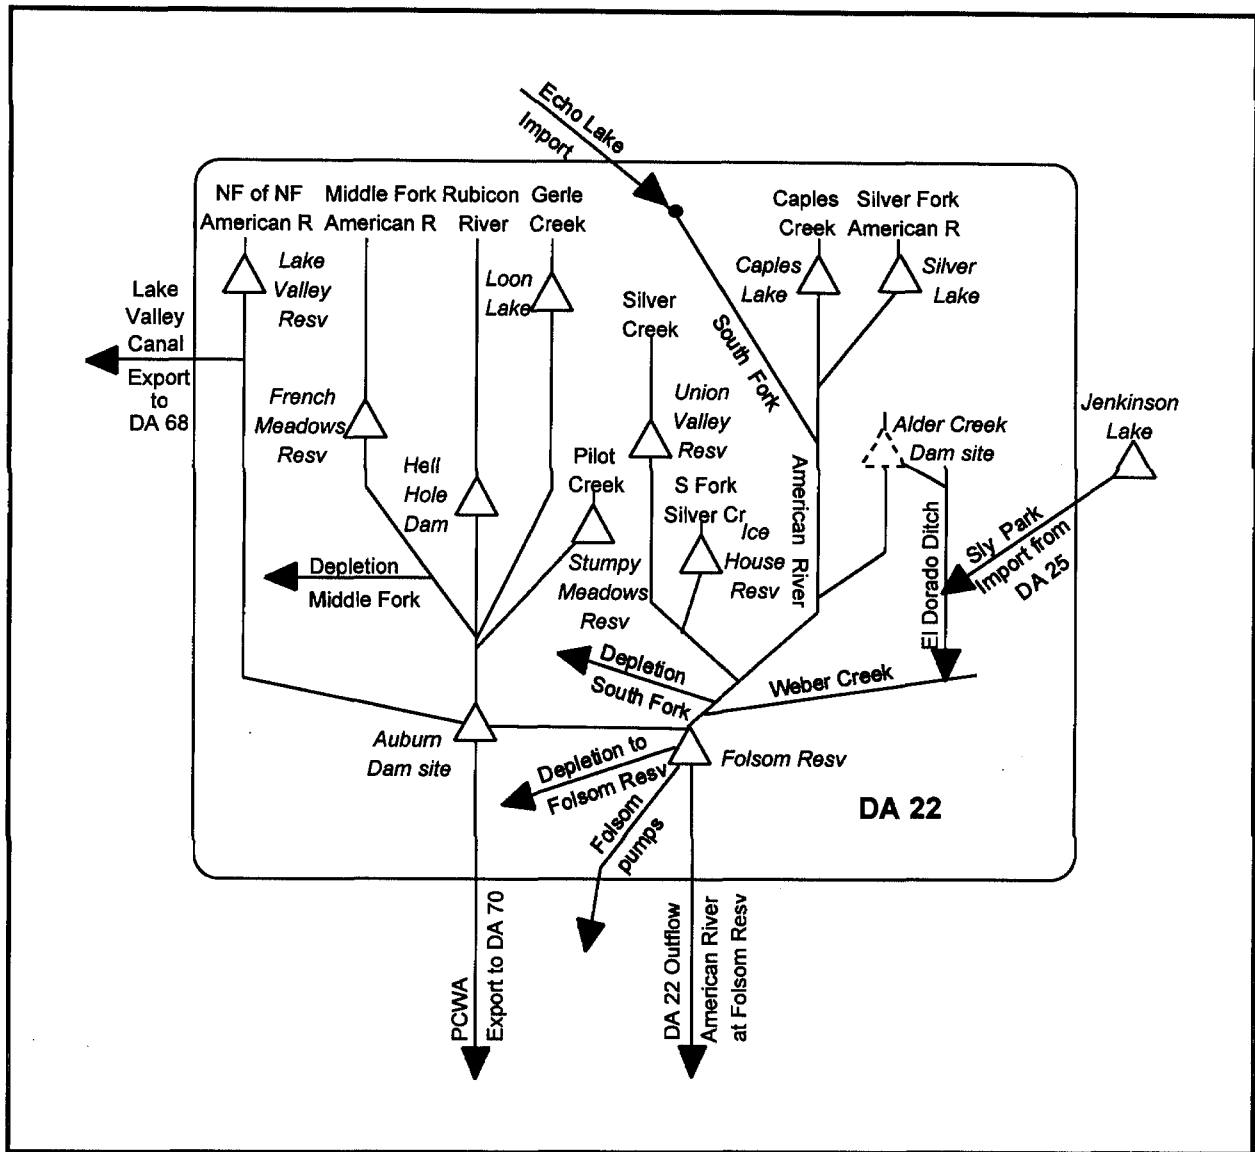 Echo Lake
Import
NF of NF
American R
Middle Fork
American R
Rubicon
River
Gerle
Creek
Caples
Creek
Silver Fork
American R
Lake
Valley
Resv
Loon
Lake
Caples
Lake
Silver
Lake
Lake
Valley
Canal
Export
to
DA 68
Silver
Creek
South Fork
American River
French
Meadows
Resv
Union
Valley
Resv
Alder Creek
Dam site
Jenkinson
Lake
Hell
Hole
Dam
Pilot
Creek
S Fork
Silver Cr
Ice
House
Resv
Stumpy
Meadows
Resv
El Dorado Ditch
Sly Park
Import from
DA 25
Depletion
Middle Fork
Depletion
South Fork
Weber Creek
Auburn
Dam site
Depletion to
Folsom Resv
Folsom
pumps
Folsom Resv
DA 22
PCWA
Export to DA 70
DA 22 Outflow
American River
at Folsom Resv